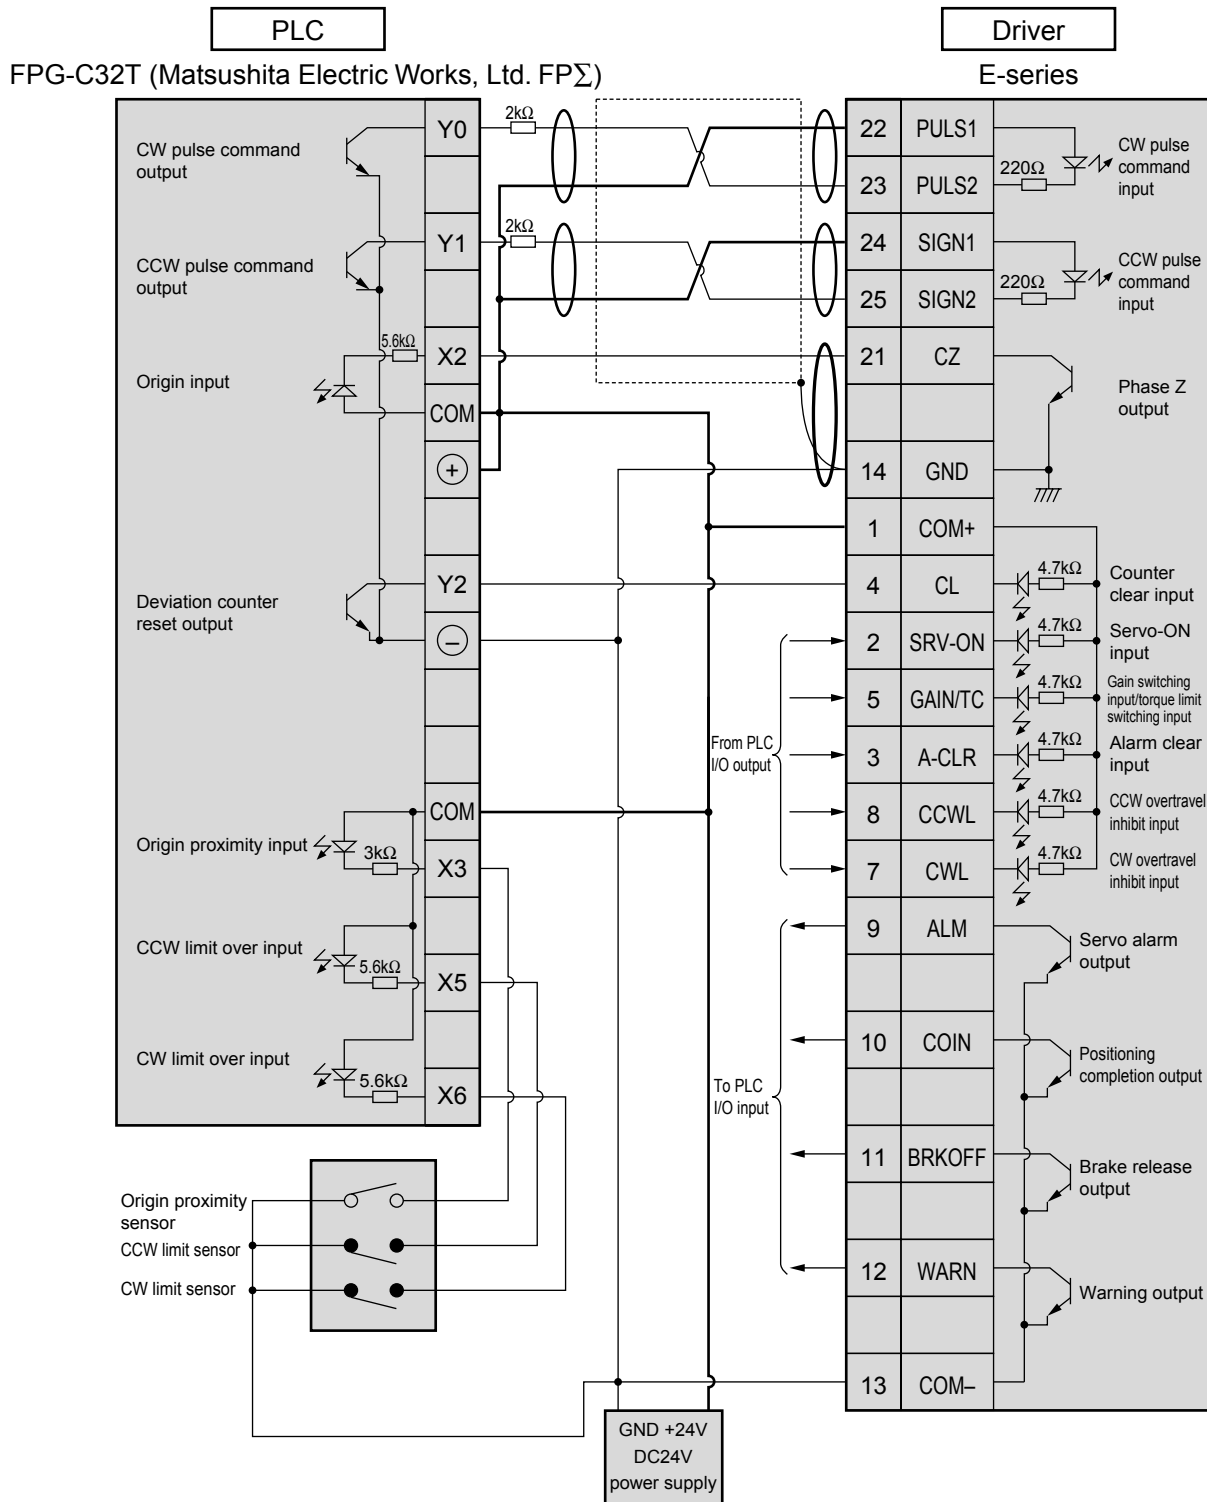 PLC
Driver
FPG-C32T (Matsushita Electric Works, Ltd. FPΣ)
E-series
CW pulse command
output
CCW pulse command
output
Origin input
Deviation counter
reset output
Origin proximity input
CCW limit over input
CW limit over input
5.6kΩ
3kΩ
5.6kΩ
5.6kΩ
Y0
Y1
X2
COM
+
Y2
−
COM
X3
X5
X6
2kΩ
2kΩ
From PLC
I/O output
To PLC
I/O input
22 PULS1
23 PULS2
24 SIGN1
25 SIGN2
21 CZ
14 GND
1 COM+
4 CL
2 SRV-ON
5 GAIN/TC
3 A-CLR
8 CCWL
7 CWL
9 ALM
10 COIN
11 BRKOFF
12 WARN
13 COM–
220Ω
CW pulse
command
input
220Ω
CCW pulse
command
input
Phase Z
output
4.7kΩ
Counter
clear input
4.7kΩ
Servo-ON
input
4.7kΩ
Gain switching
input/torque limit
switching input
4.7kΩ
Alarm clear
input
4.7kΩ
CCW overtravel
inhibit input
4.7kΩ
CW overtravel
inhibit input
Servo alarm
output
Positioning
completion output
Brake release
output
Warning output
Origin proximity
sensor
CCW limit sensor
CW limit sensor
GND +24V
DC24V
power supply